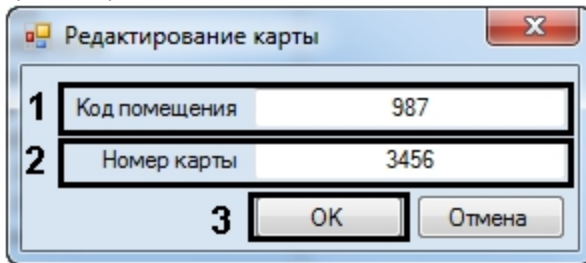 Редактирование карты
1 Код помещения 987
2 Номер карты 3456
3 OK Отмена